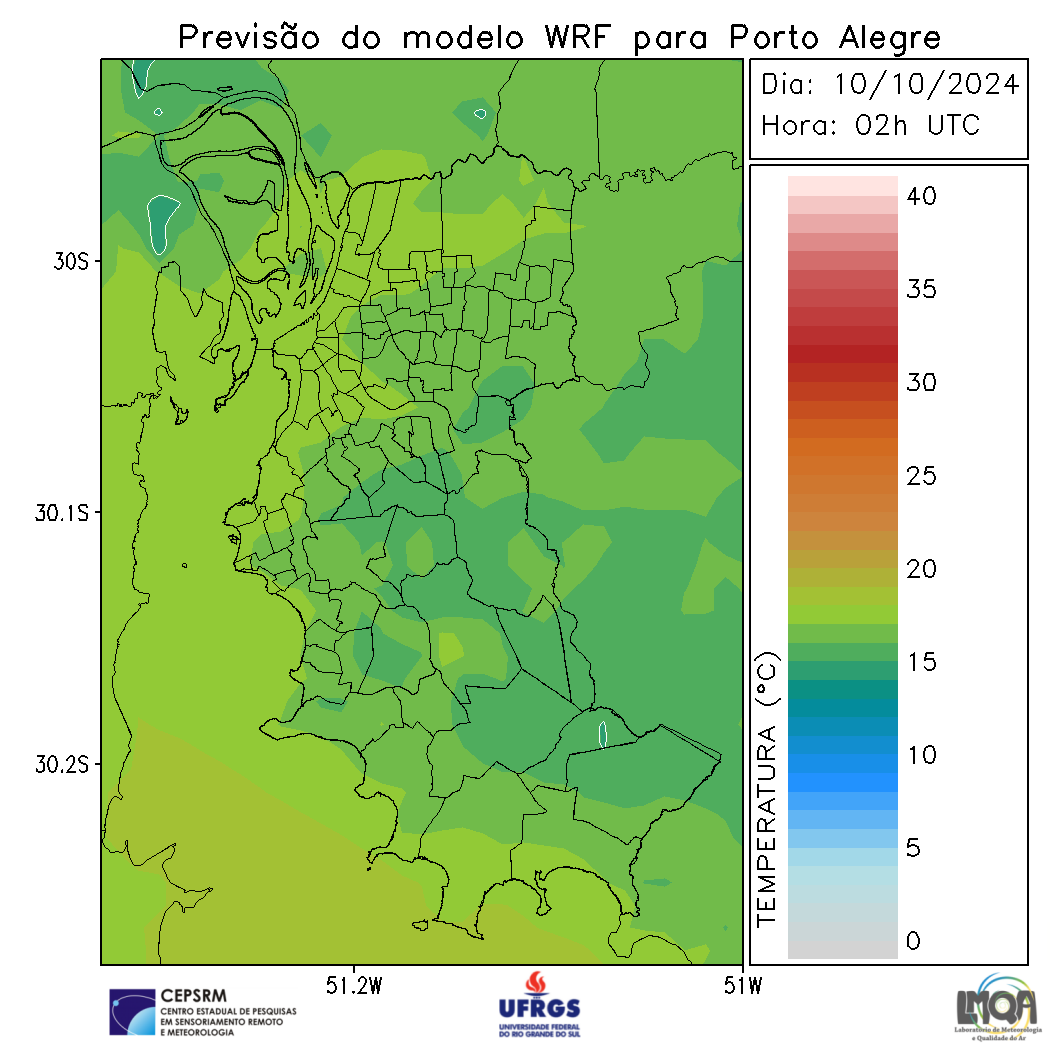 Previsão do modelo WRF para Porto Alegre
Dia: 10/10/2024
Hora: 02h UTC
30S
30.1S
30.2S
51.2W
51W
TEMPERATURA (°C)
40
35
30
25
20
15
10
5
0
CEPSRM
CENTRO ESTADUAL DE PESQUISAS
EM SENSORIAMENTO REMOTO
E METEOROLOGIA
UFRGS
UNIVERSIDADE FEDERAL
DO RIO GRANDE DO SUL
LMQA
Laboratório de Meteorologia
e Qualidade do Ar